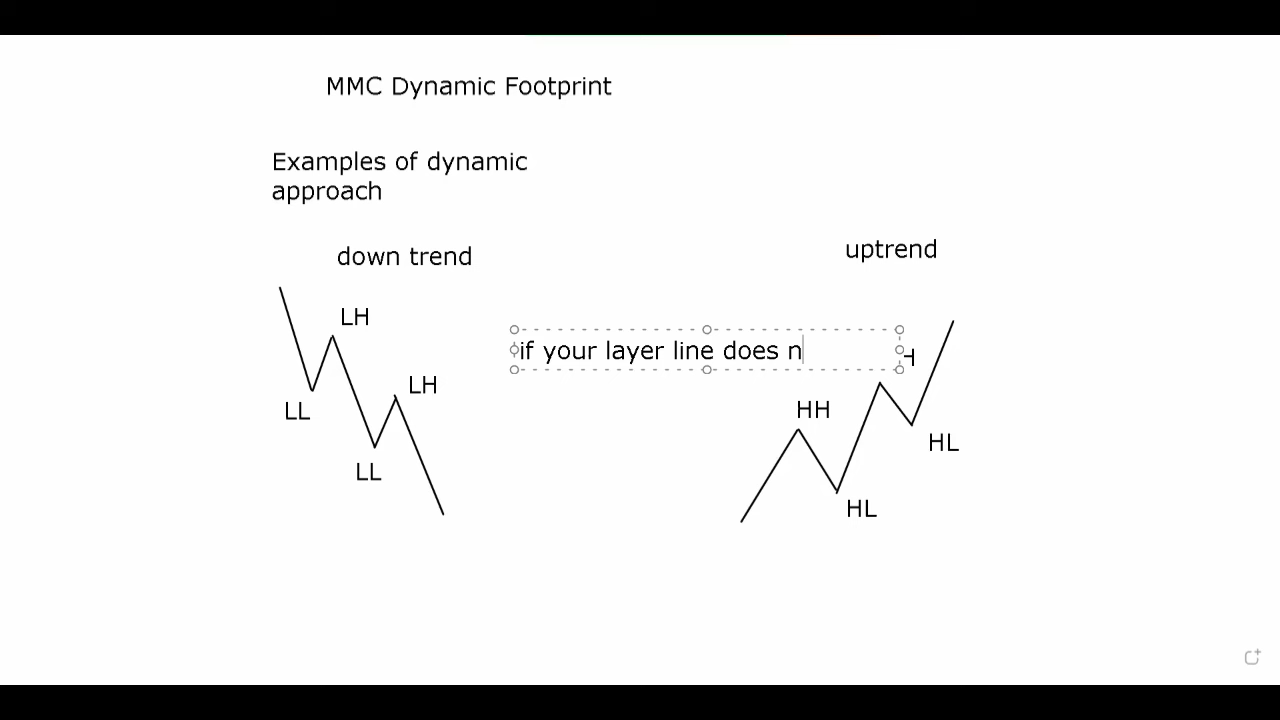 MMC Dynamic Footprint
Examples of dynamic
approach
down trend
uptrend
LH
if your layer line does n
H
LH
HH
LL
HL
LL
HL